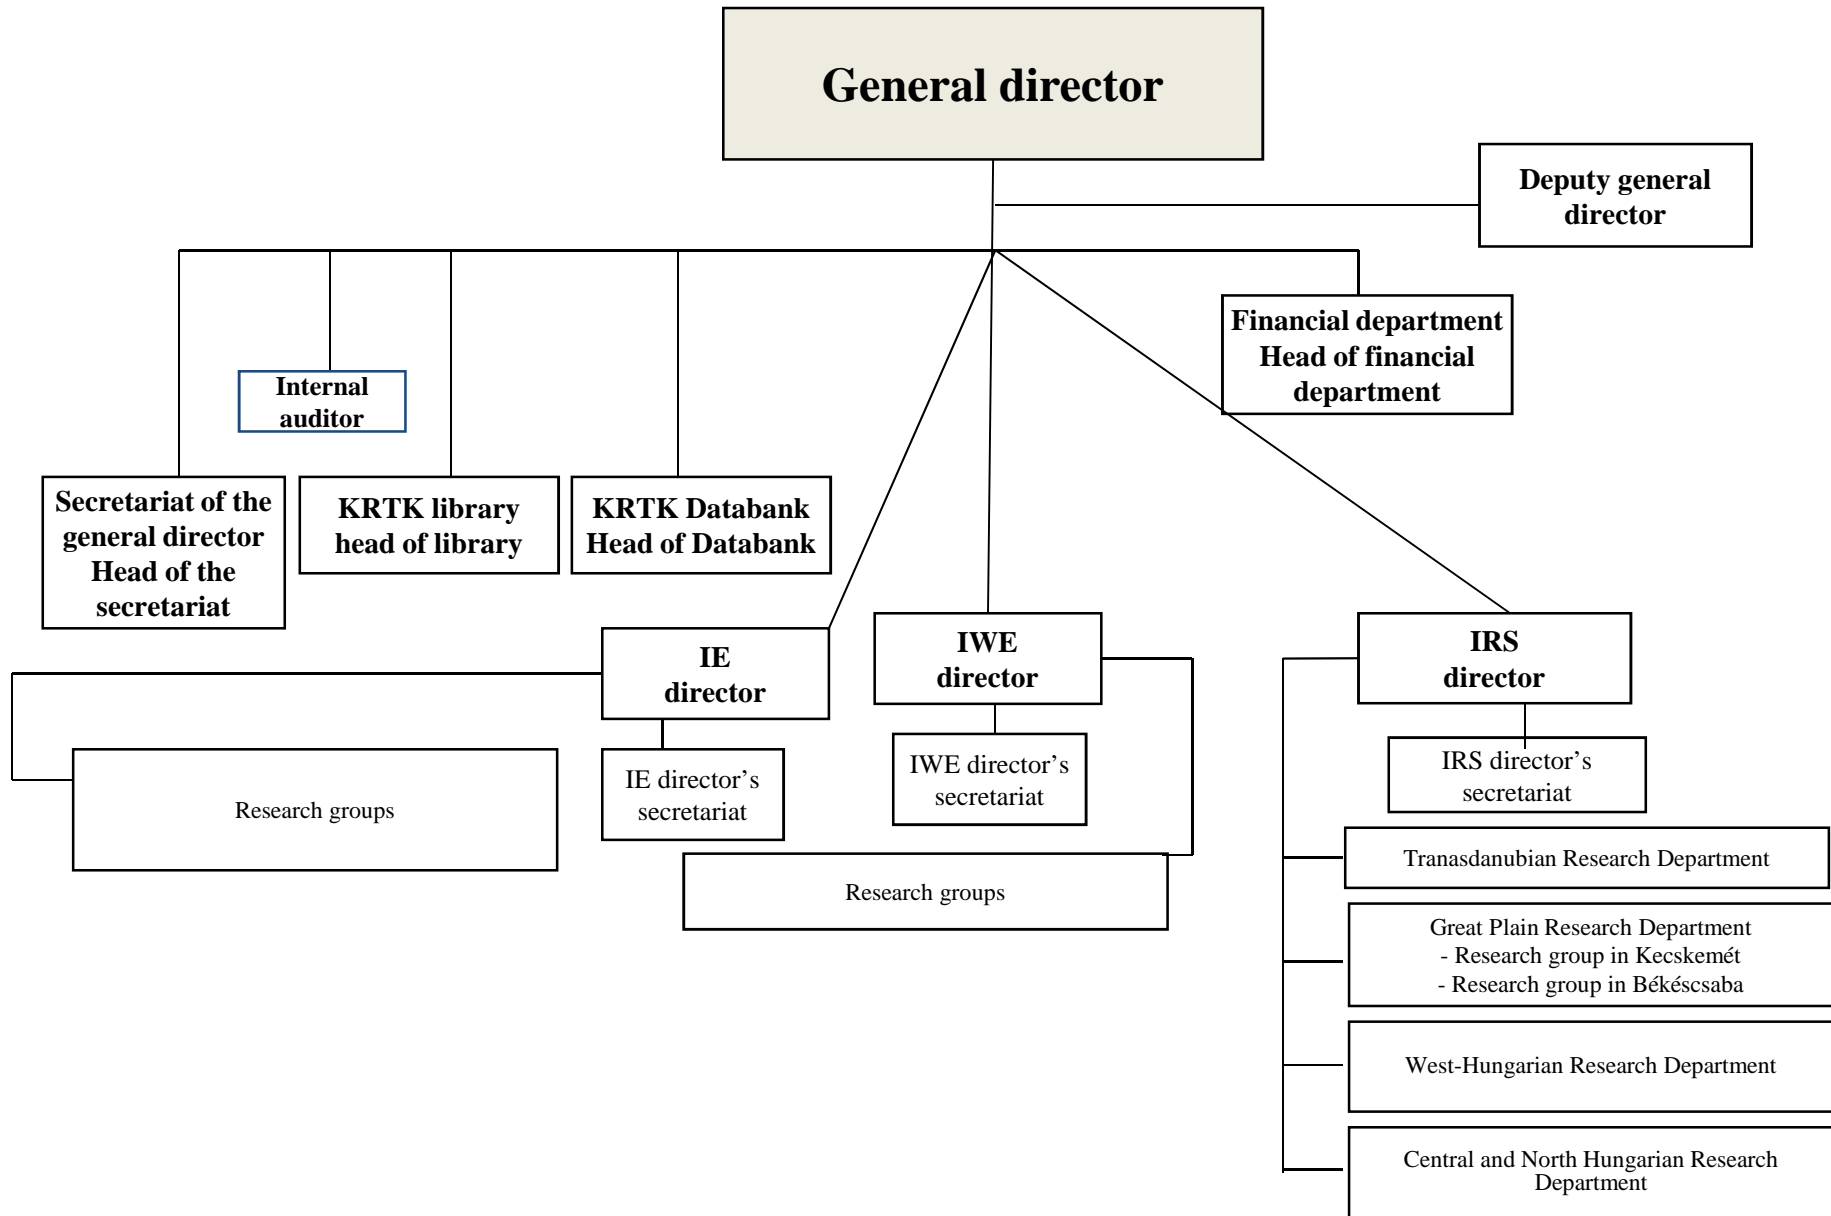 General director
Deputy general
director
Financial department
Head of financial
department
Internal
auditor
Secretariat of the
general director
Head of the
secretariat
KRTK library
head of library
KRTK Databank
Head of Databank
IE
director
IWE
director
IRS
director
Research groups
IE director’s
secretariat
IWE director’s
secretariat
IRS director’s
secretariat
Research groups
Tranasdanubian Research Department
Great Plain Research Department
- Research group in Kecskemét
- Research group in Békéscsaba
West-Hungarian Research Department
Central and North Hungarian Research
Department